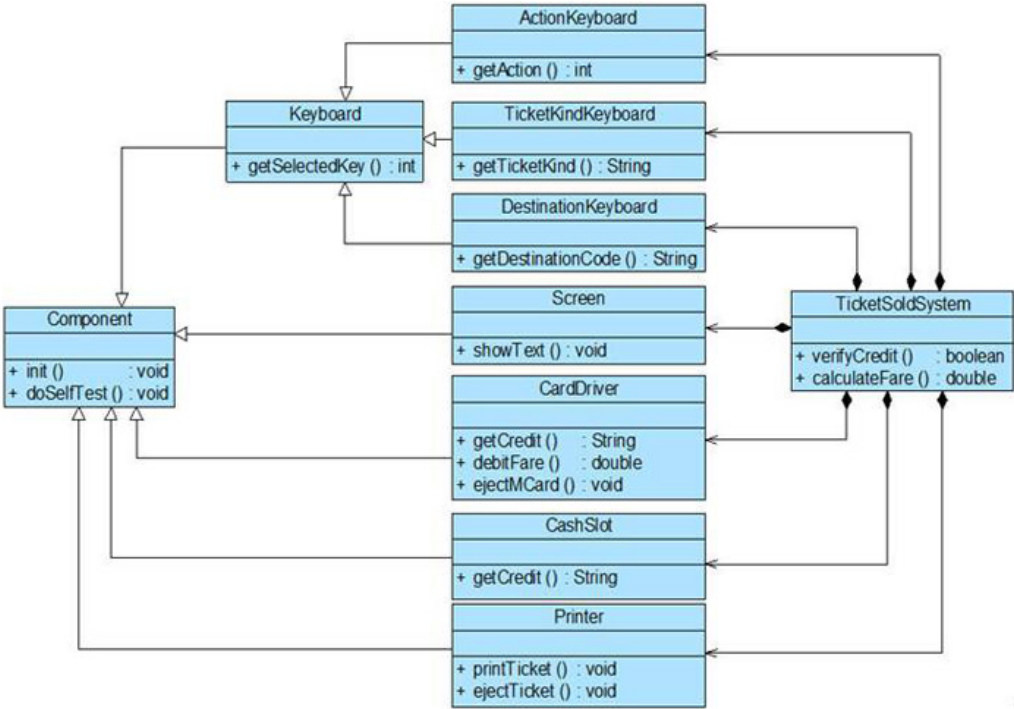 ActionKeyboard
+ getAction () : int
Keyboard
+ getSelectedKey () : int
TicketKindKeyboard
+ getTicketKind () : String
DestinationKeyboard
+ getDestinationCode () : String
Component
+ init () : void
+ doSelfTest () : void
Screen
+ showText () : void
TicketSoldSystem
+ verifyCredit () : boolean
+ calculateFare () : double
CardDriver
+ getCredit () : String
+ debitFare () : double
+ ejectMCard () : void
CashSlot
+ getCredit () : String
Printer
+ printTicket () : void
+ ejectTicket () : void